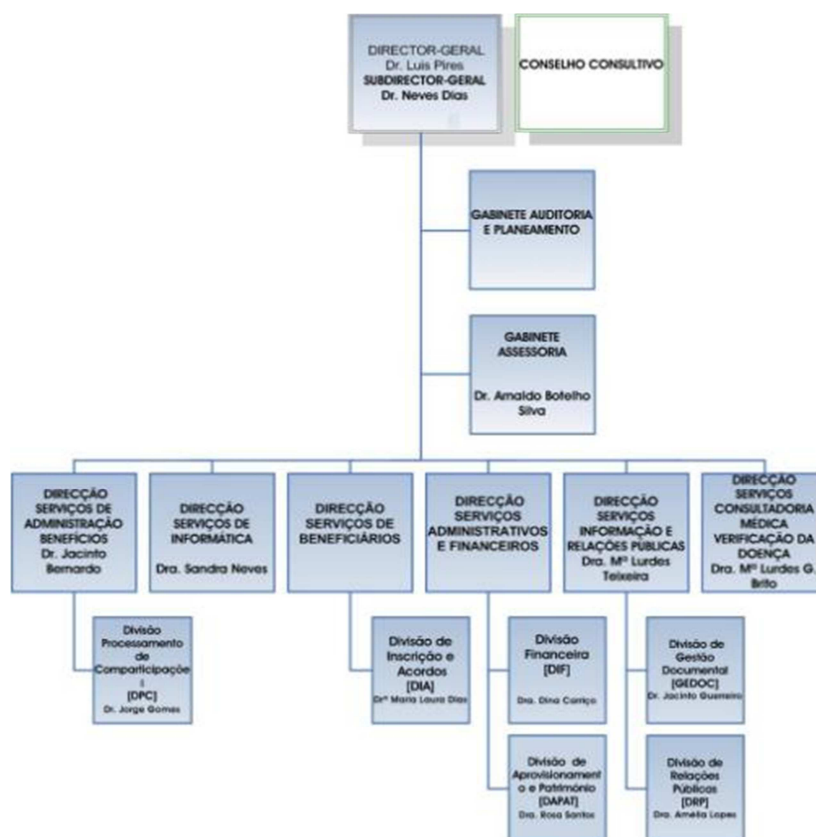 DIRECTOR-GERAL
Dr. Luis Pires
SUBDIRECTOR-GERAL
Dr. Neves Dias
CONSELHO CONSULTIVO
GABINETE AUDITORIA
E PLANEAMENTO
GABINETE
ASSESSORIA
Dr. Arnaldo Botelho
Silva
DIRECÇÃO
SERVIÇOS DE
ADMINISTRAÇÃO
BENEFÍCIOS
Dr. Jacinto
Bernardo
DIRECÇÃO
SERVIÇOS DE
INFORMÁTICA
Dra. Sandra Neves
DIRECÇÃO
SERVIÇOS DE
BENEFICIÁRIOS
DIRECÇÃO
SERVIÇOS
ADMINISTRATIVOS
E FINANCEIROS
DIRECÇÃO
SERVIÇOS
INFORMAÇÃO E
RELAÇÕES PÚBLICAS
Dra. Mª Lurdes
Teixeira
DIRECÇÃO
SERVIÇOS
CONSULTADORIA
MÉDICA
VERIFICAÇÃO DA
DOENÇA
Dra. Mª Lurdes G.
Brito
Divisão
Processamento
de
Comparticipaçõe
s
[DPC]
Dr. Jorge Gomes
Divisão de
Inscrição e
Acordos
[DIA]
Drª Maria Laura Dias
Divisão
Financeira
[DIF]
Dra. Dina Carriço
Divisão de
Gestão
Documental
[GEDOC]
Dr. Jacinto Guerreiro
Divisão de
Aprovisionament
o e Património
[DAPAT]
Dra. Rosa Santos
Divisão de
Relações
Públicas
[DRP]
Dra. Amélia Lopes